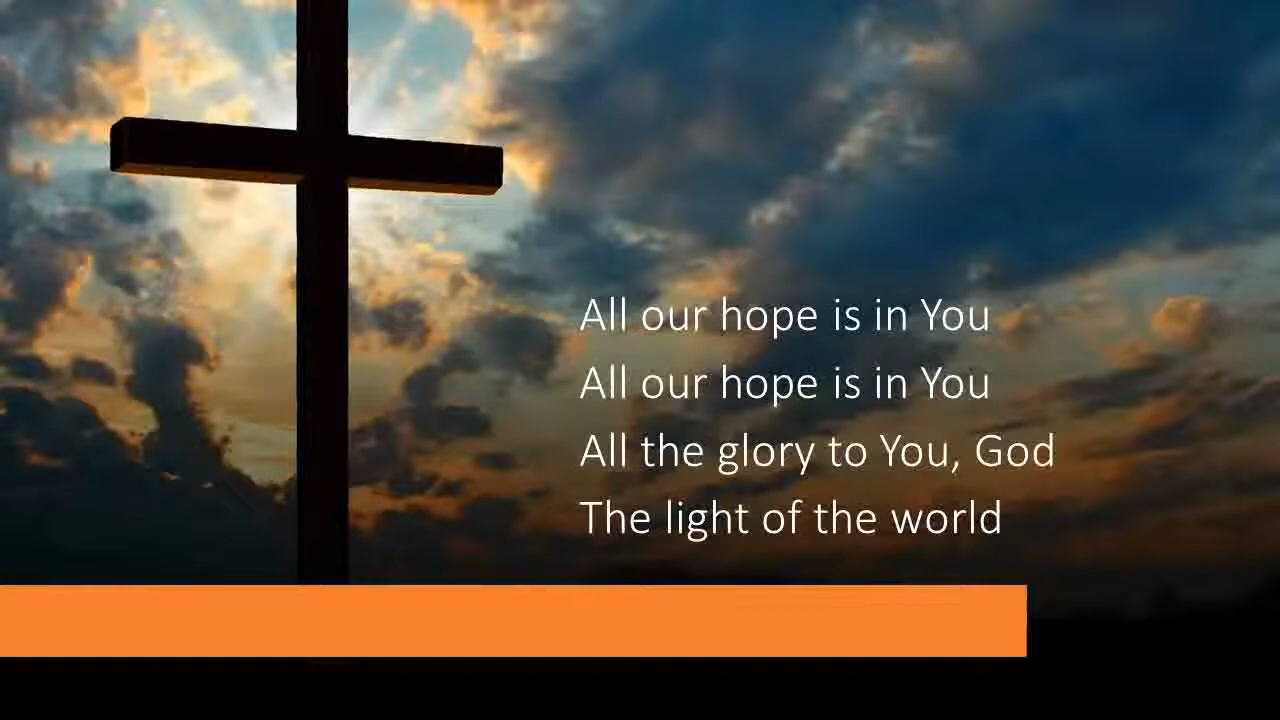 All our hope is in You
All our hope is in You
All the glory to You, God
The light of the world